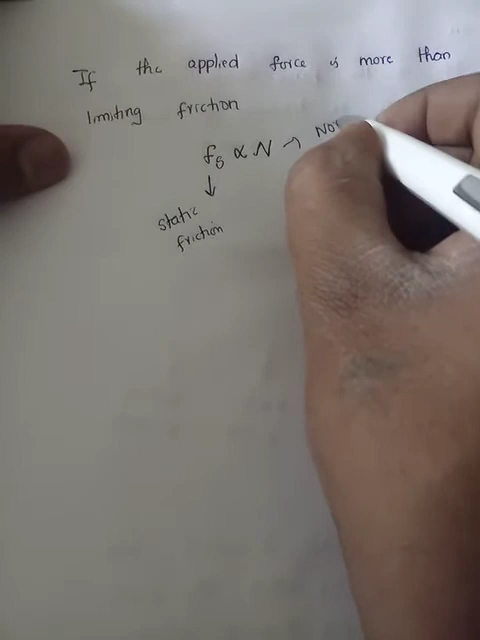 If the applied force is more than
limiting friction
fs ∝ N →
↓
static
friction